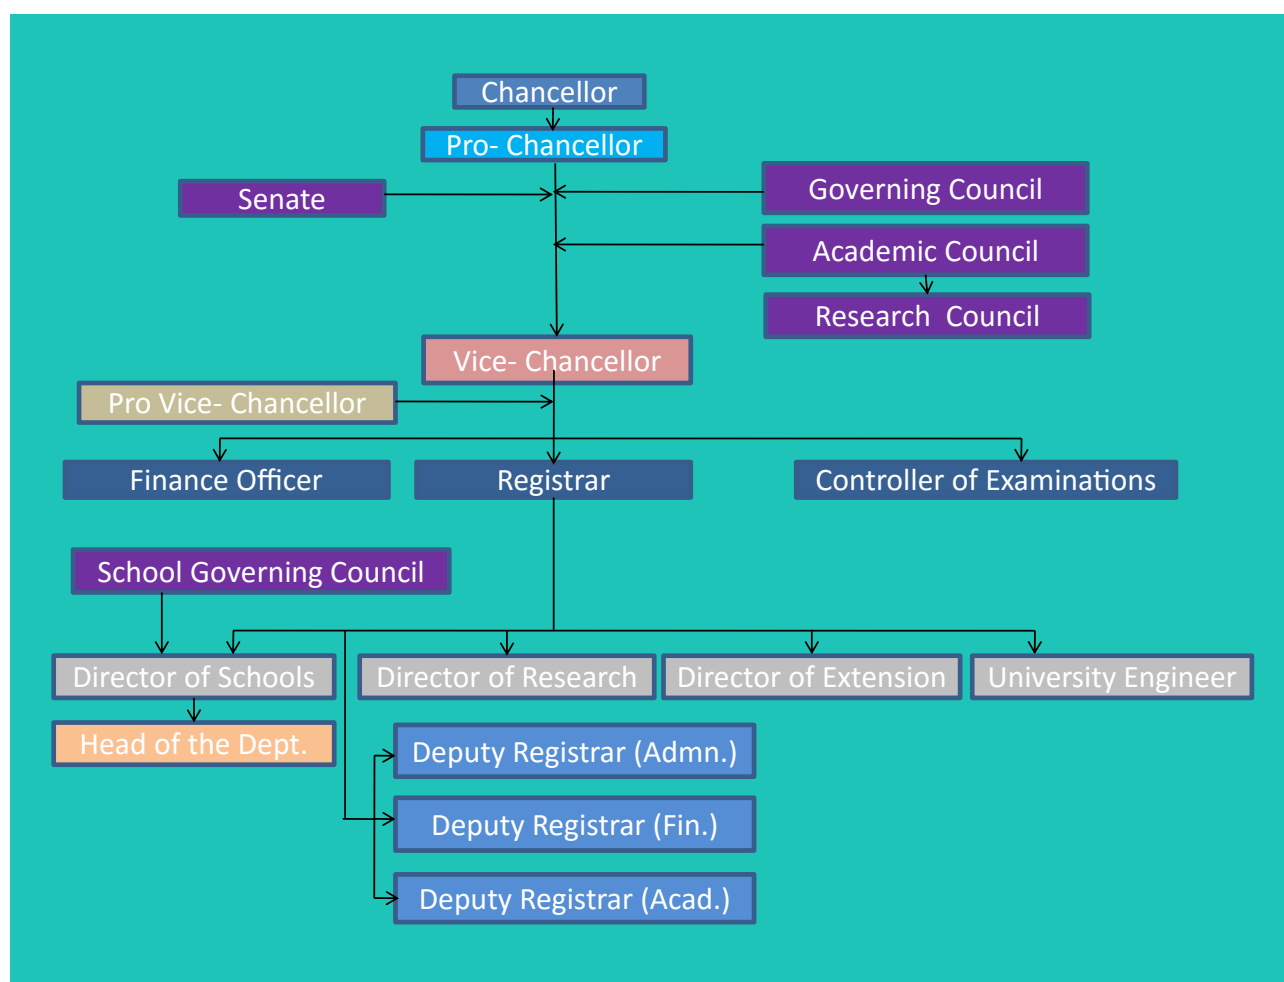 Chancellor
Pro- Chancellor
Senate
Governing Council
Academic Council
Research  Council
Vice- Chancellor
Pro Vice- Chancellor
Finance Officer
Registrar
Controller of Examinations
School Governing Council
Director of Schools
Director of Research
Director of Extension
University Engineer
Head of the Dept.
Deputy Registrar (Admn.)
Deputy Registrar (Fin.)
Deputy Registrar (Acad.)